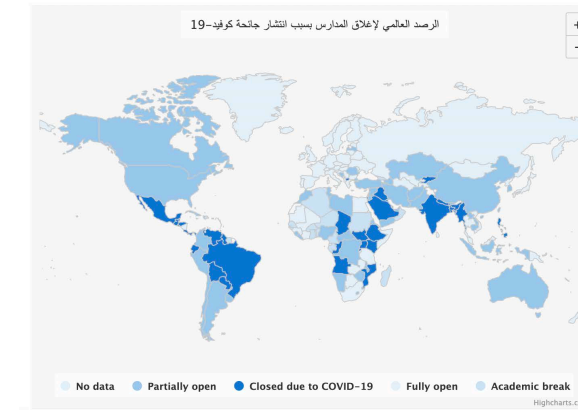 الرصد العالمي لإغلاق المدارس بسبب انتشار جائحة كوفيد-19
+
No data Partially open Closed due to COVID-19 Fully open Academic break